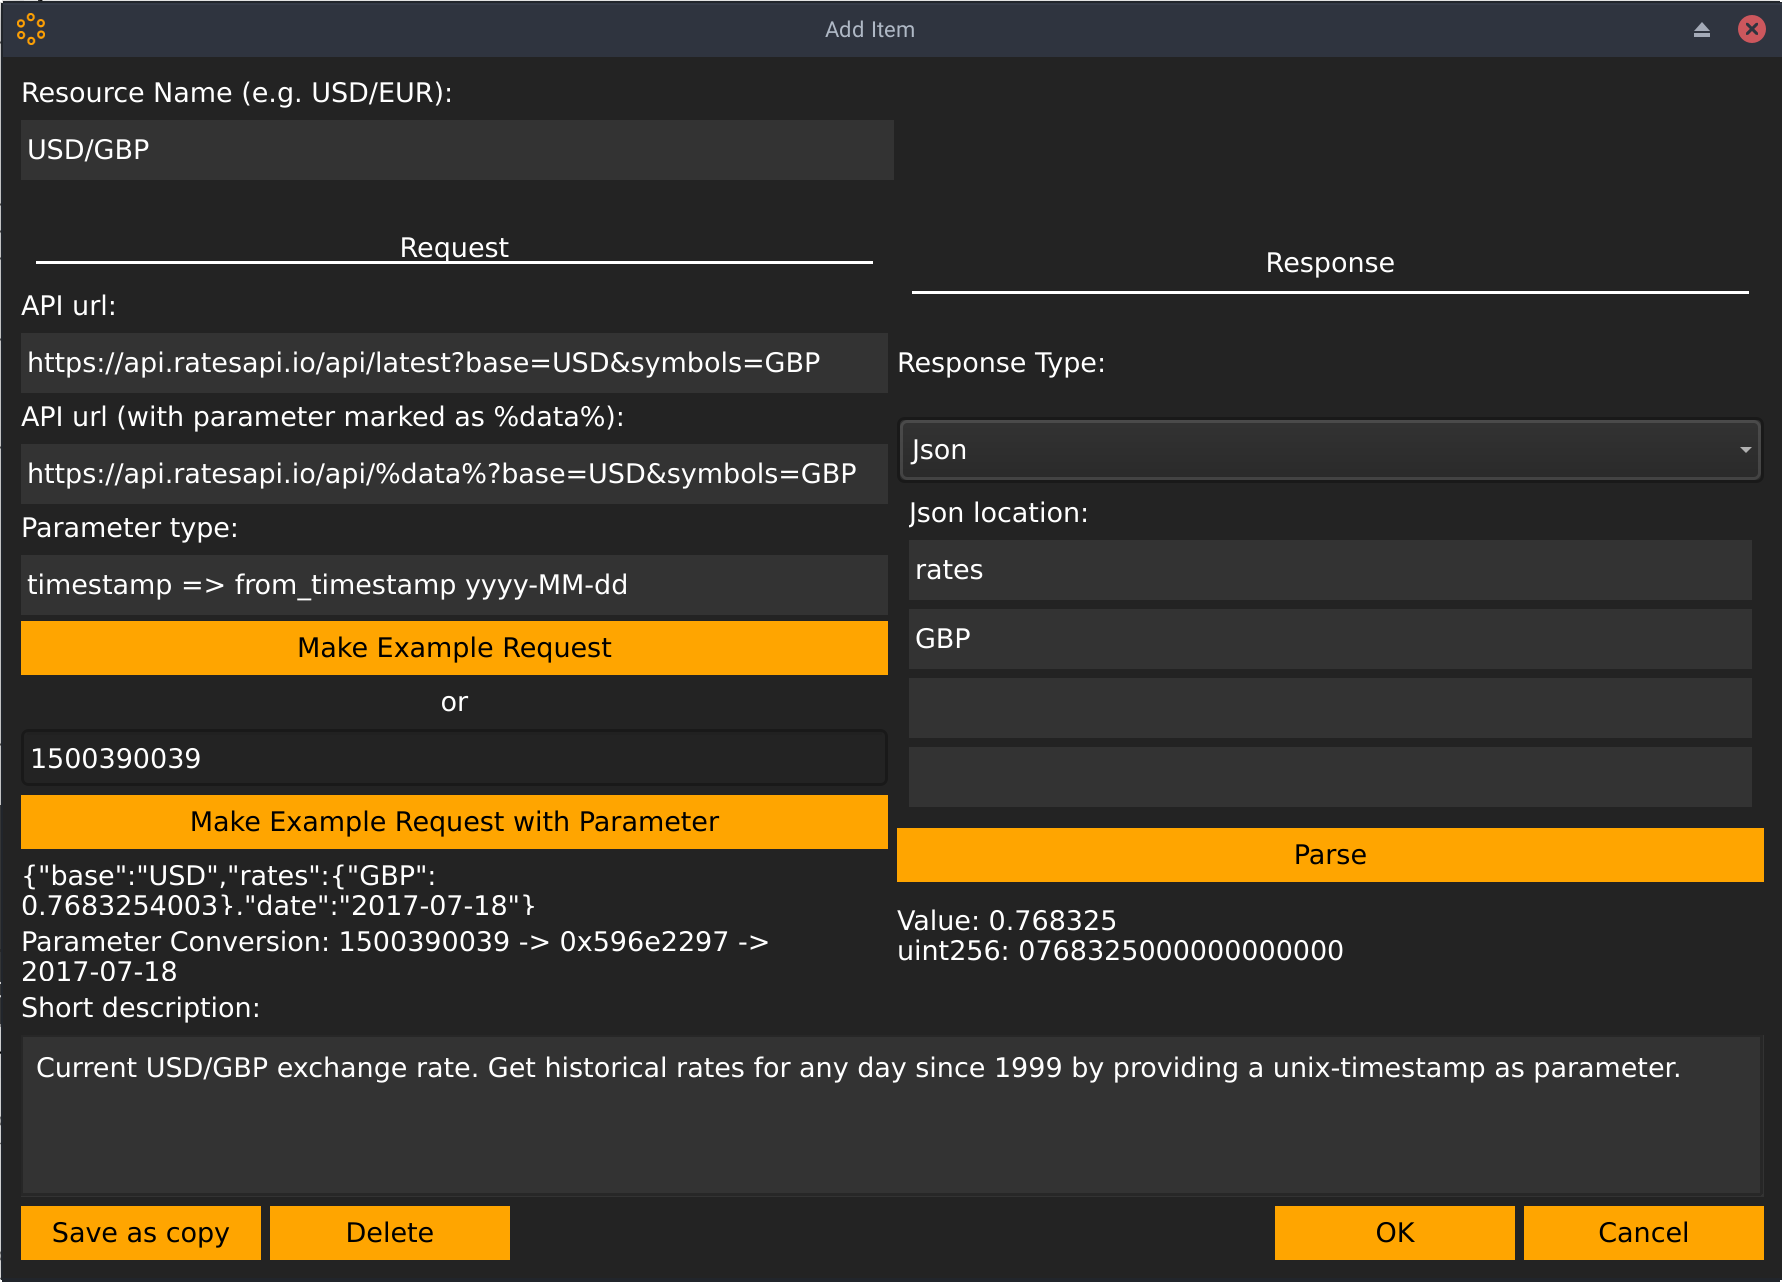 Add Item
Resource Name (e.g. USD/EUR):
USD/GBP
Request
API url:
https://api.ratesapi.io/api/latest?base=USD&symbols=GBP
API url (with parameter marked as %data%):
https://api.ratesapi.io/api/%data%?base=USD&symbols=GBP
Parameter type:
timestamp => from_timestamp yyyy-MM-dd
Make Example Request
or
1500390039
Make Example Request with Parameter
{"base":"USD","rates":{"GBP":
0.7683254003}."date":"2017-07-18"}
Parameter Conversion: 1500390039 -> 0x596e2297 ->
2017-07-18
Response
Response Type:
Json
Json location:
rates
GBP
Parse
Value: 0.768325
uint256: 0768325000000000000
Short description:
Current USD/GBP exchange rate. Get historical rates for any day since 1999 by providing a unix-timestamp as parameter.
Save as copy
Delete
OK
Cancel